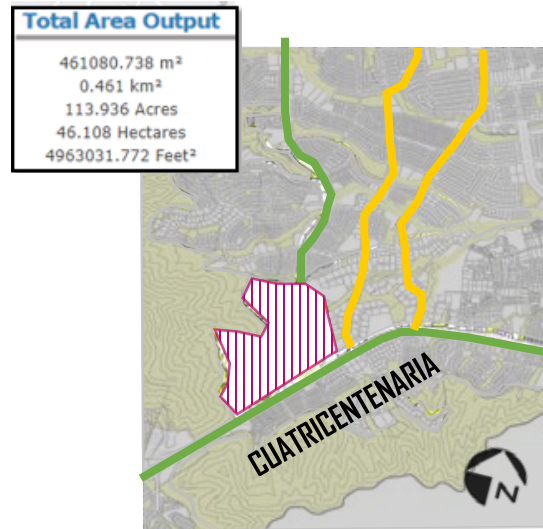 Total Area Output
461080.738 m²
0.461 km²
113.936 Acres
46.108 Hectares
4963031.772 Feet²
CUATRICENTENARIA
N